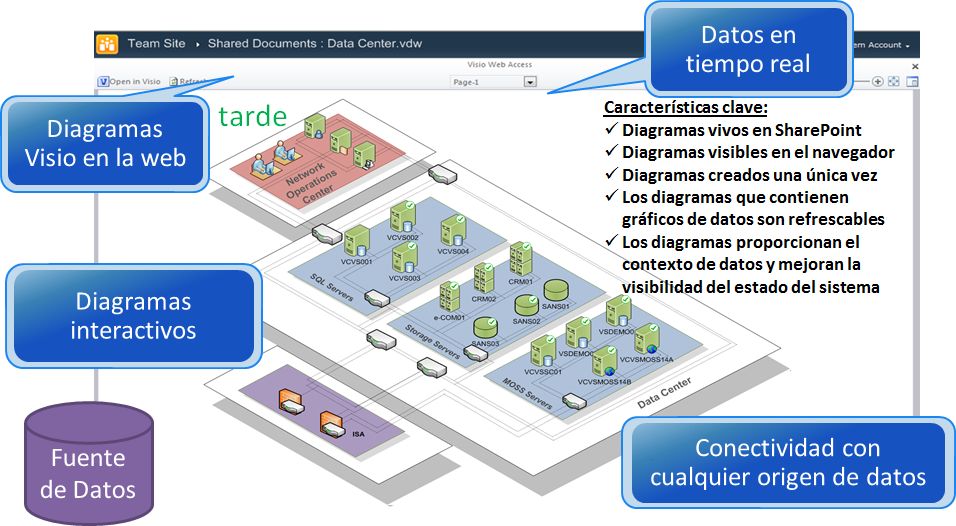 Team Site › Shared Documents : Data Center.vdw
em Account
Visio Web Access
Open in Visio
Page-1
Datos en
tiempo real
Diagramas
Visio en la web
tarde
Características clave:
✓ Diagramas vivos en SharePoint
✓ Diagramas visibles en el navegador
✓ Diagramas creados una única vez
✓ Los diagramas que contienen
gráficos de datos son refrescables
✓ Los diagramas proporcionan el
contexto de datos y mejoran la
visibilidad del estado del sistema
Network
Operations
Center
VCVS002
VCVS001
VCVS004
VCVS003
SQL Servers
CRM01
CRM02
e-COM01
SANS01
SANS02
SANS03
Storage Servers
VSDEMO0
VSDEMO0
VCVSSC01
VCVSMOSS14A
VCVSMOSS14B
MOSS Servers
Data Center
Diagramas
interactivos
ISA
Fuente
de Datos
Conectividad con
cualquier origen de datos